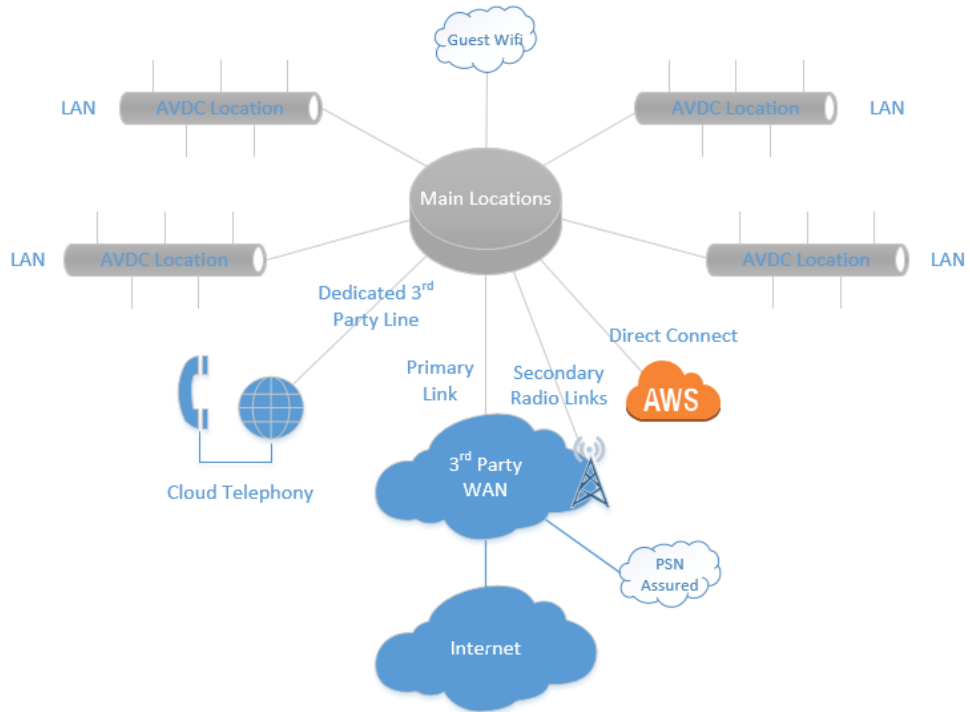 Guest Wifi
LAN
AVDC Location
AVDC Location
LAN
Main Locations
LAN
AVDC Location
AVDC Location
LAN
Dedicated 3rd
Party Line
Direct Connect
Primary
Link
Secondary
Radio Links
AWS
3rd Party
WAN
Cloud Telephony
PSN
Assured
Internet